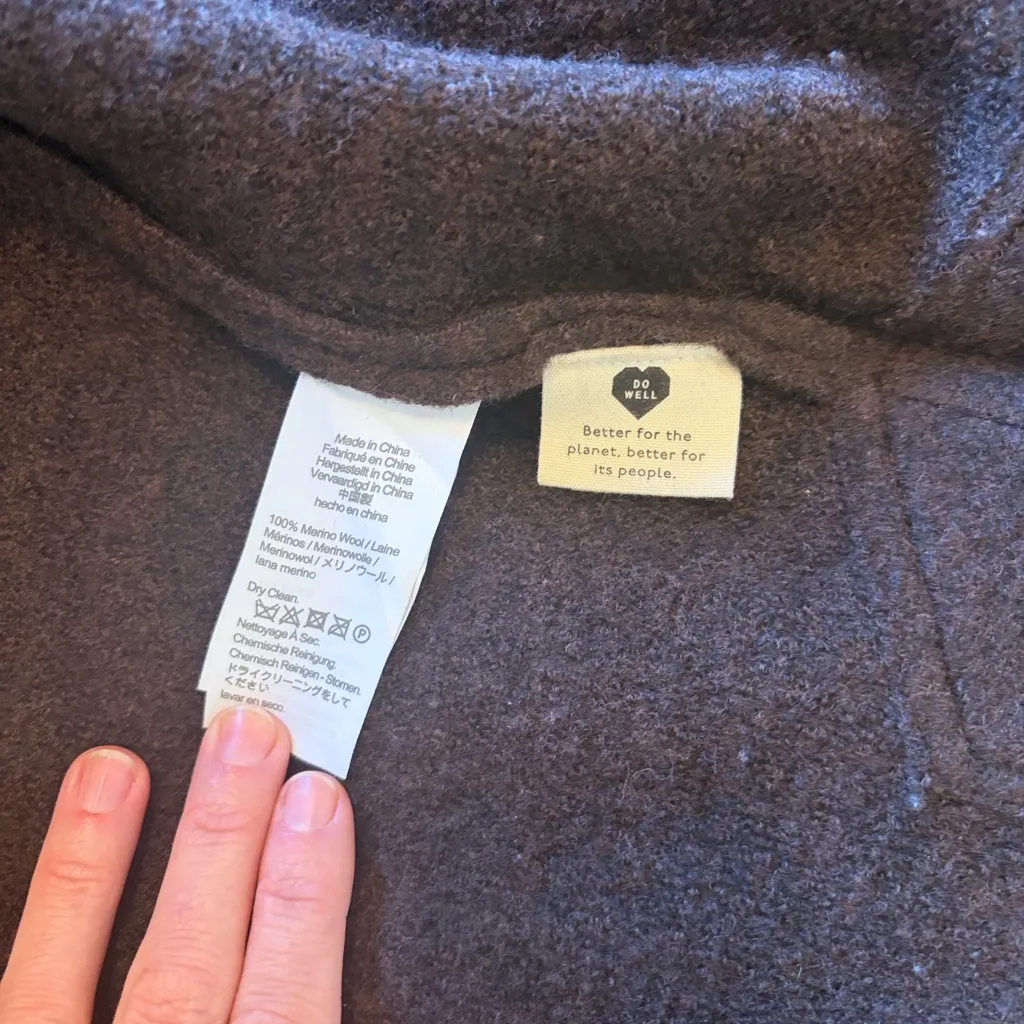 Made in China
Fabriqué en Chine
Hergestellt in China
Vervaardigd in China
中国製
hecho en china
100% Merino Wool / Laine
Mérinos / Merinowolle /
Merinowol / メリノウール /
lana merino
Dry Clean.
P
Nettoyage À Sec.
Chemische Reinigung.
Chemisch Reinigen - Stomen.
ドライクリーニングをして
ください
lavar en seco
DO
WELL
Better for the
planet, better for
its people.